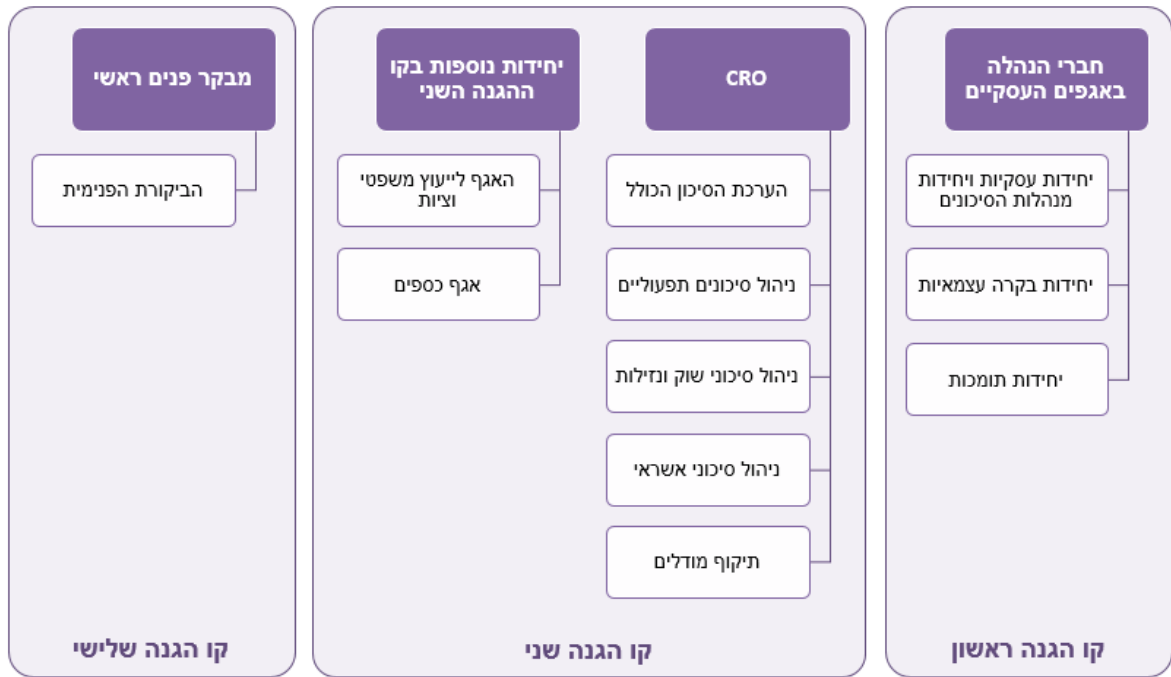 חברי הנהלה
באגפים העסקיים
יחידות עסקיות ויחידות
מנהלות הסיכונים
יחידות בקרה עצמאיות
יחידות תומכות
קו הגנה ראשון
CRO
הערכת הסיכון הכולל
ניהול סיכונים תפעוליים
ניהול סיכוני שוק ונזילות
ניהול סיכוני אשראי
תיקוף מודלים
יחידות נוספות בקו
ההגנה השני
האגף לייעוץ משפטי
וציות
אגף כספים
קו הגנה שני
מבקר פנים ראשי
הביקורת הפנימית
קו הגנה שלישי